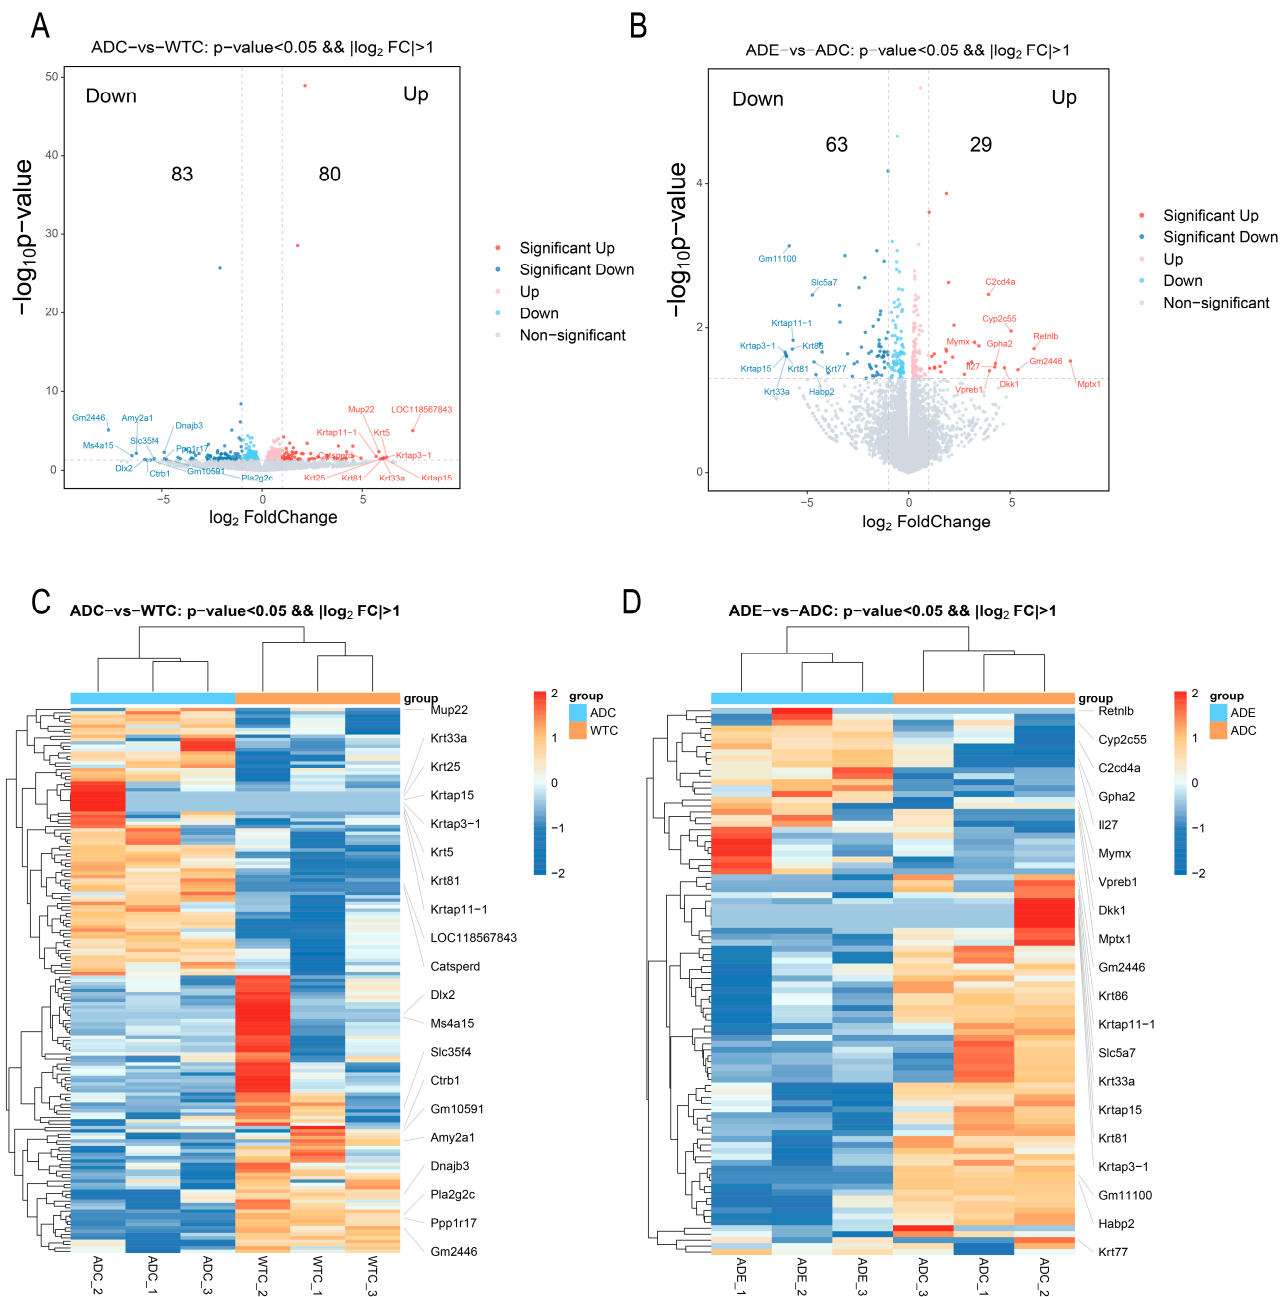 A
ADC−vs−WTC: p−value<0.05 && |log2 FC|>1
Down
Up
83
80
50
40
30
20
10
0
−log10p−value
Mup22
LOC118567843
Gm2446
Amy2a1
Dnajb3
Krtap11−1
Krt5
Ms4a15
Slc35f4
Ppp1r17
Catsperd
Krtap3−1
Dlx2
Ctrb1
Gm10591
Pla2g2c
Krt25
Krt81
Krt33a
Krtap15
−5
0
5
log2 FoldChange
Significant Up
Significant Down
Up
Down
Non−significant
B
ADE−vs−ADC: p−value<0.05 && |log2 FC|>1
Down
Up
63
29
4
2
0
−log10p−value
Gm11100
Slc5a7
C2cd4a
Krtap11−1
Cyp2c55
Krtap3−1
Krt86
Mymx
Gpha2
Retnlb
Krtap15
Krt81
Krt77
Il27
Gm2446
Krt33a
Habp2
Vpreb1
Dkk1
Mptx1
−5
0
5
log2 FoldChange
Significant Up
Significant Down
Up
Down
Non−significant
C
ADC−vs−WTC: p−value<0.05 && |log2 FC|>1
group
Mup22
Krt33a
Krt25
Krtap15
Krtap3−1
Krt5
Krt81
Krtap11−1
LOC118567843
Catsperd
Dlx2
Ms4a15
Slc35f4
Ctrb1
Gm10591
Amy2a1
Dnajb3
Pla2g2c
Ppp1r17
Gm2446
ADC_2
ADC_1
ADC_3
WTC_2
WTC_1
WTC_3
2
1
0
−1
−2
group
ADC
WTC
D
ADE−vs−ADC: p−value<0.05 && |log2 FC|>1
group
Retnlb
Cyp2c55
C2cd4a
Gpha2
Il27
Mymx
Vpreb1
Dkk1
Mptx1
Gm2446
Krt86
Krtap11−1
Slc5a7
Krt33a
Krtap15
Krt81
Krtap3−1
Gm11100
Habp2
Krt77
ADE_1
ADE_2
ADE_3
ADC_3
ADC_1
ADC_2
2
1
0
−1
−2
group
ADE
ADC